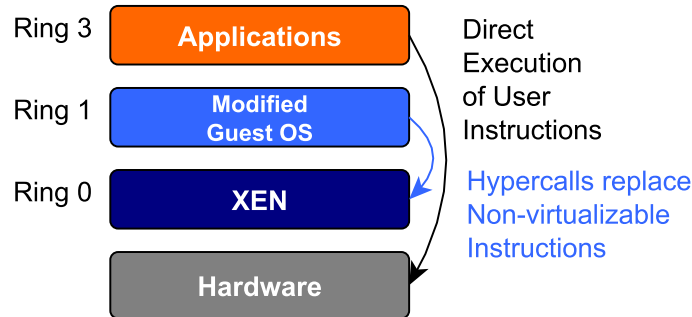 Ring 3
Applications
Direct
Execution
of User
Instructions
Ring 1
Modified
Guest OS
Ring 0
XEN
Hypercalls replace
Non-virtualizable
Instructions
Hardware